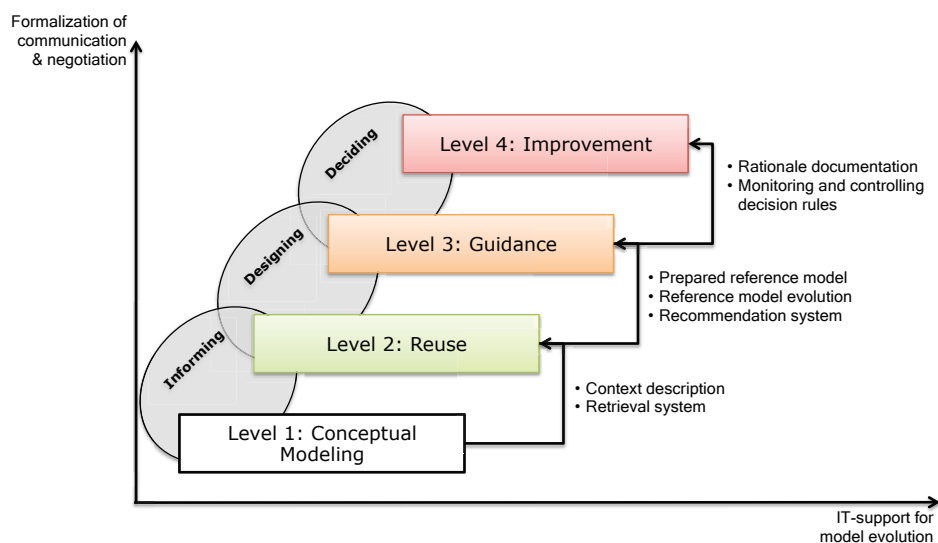 Formalization of
communication
& negotiation
Deciding
Level 4: Improvement
• Rationale documentation
• Monitoring and controlling
decision rules
Designing
Level 3: Guidance
• Prepared reference model
• Reference model evolution
• Recommendation system
Informing
Level 2: Reuse
• Context description
• Retrieval system
Level 1: Conceptual
Modeling
IT-support for
model evolution